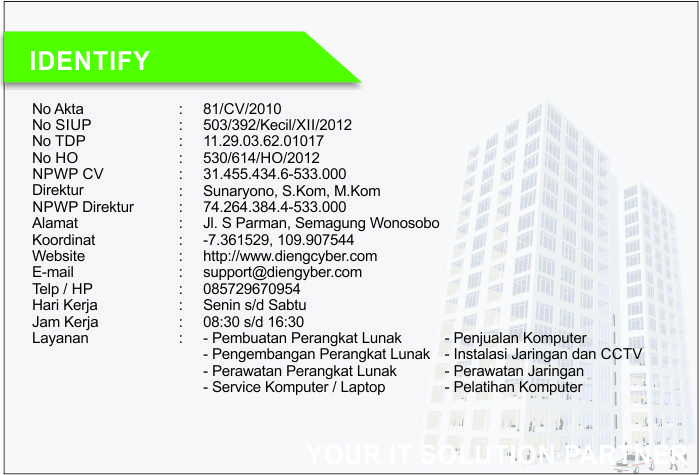 IDENTIFY
No Akta : 81/CV/2010
No SIUP : 503/392/Kecil/XII/2012
No TDP : 11.29.03.62.01017
No HO : 530/614/HO/2012
NPWP CV : 31.455.434.6-533.000
Direktur : Sunaryono, S.Kom, M.Kom
NPWP Direktur : 74.264.384.4-533.000
Alamat : Jl. S Parman, Semagung Wonosobo
Koordinat : -7.361529, 109.907544
Website : http://www.diengcyber.com
E-mail : support@diengyber.com
Telp / HP : 085729670954
Hari Kerja : Senin s/d Sabtu
Jam Kerja : 08:30 s/d 16:30
Layanan : - Pembuatan Perangkat Lunak - Penjualan Komputer
- Pengembangan Perangkat Lunak - Instalasi Jaringan dan CCTV
- Perawatan Perangkat Lunak - Perawatan Jaringan
- Service Komputer / Laptop - Pelatihan Komputer
YOUR IT SOLUTION PARTNER